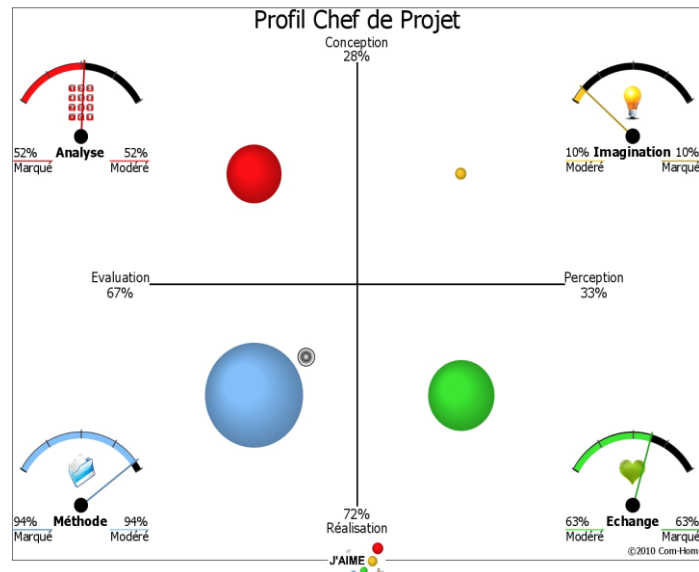 Profil Chef de Projet
Conception
28%
52% Analyse 52%
Marqué Modéré
10% Imagination 10%
Modéré Marqué
Evaluation
67%
Perception
33%
94% Méthode 94%
Marqué Modéré
72%
Réalisation
63% Echange 63%
Modéré Marqué
©2010 Com-Hom
J'AIME